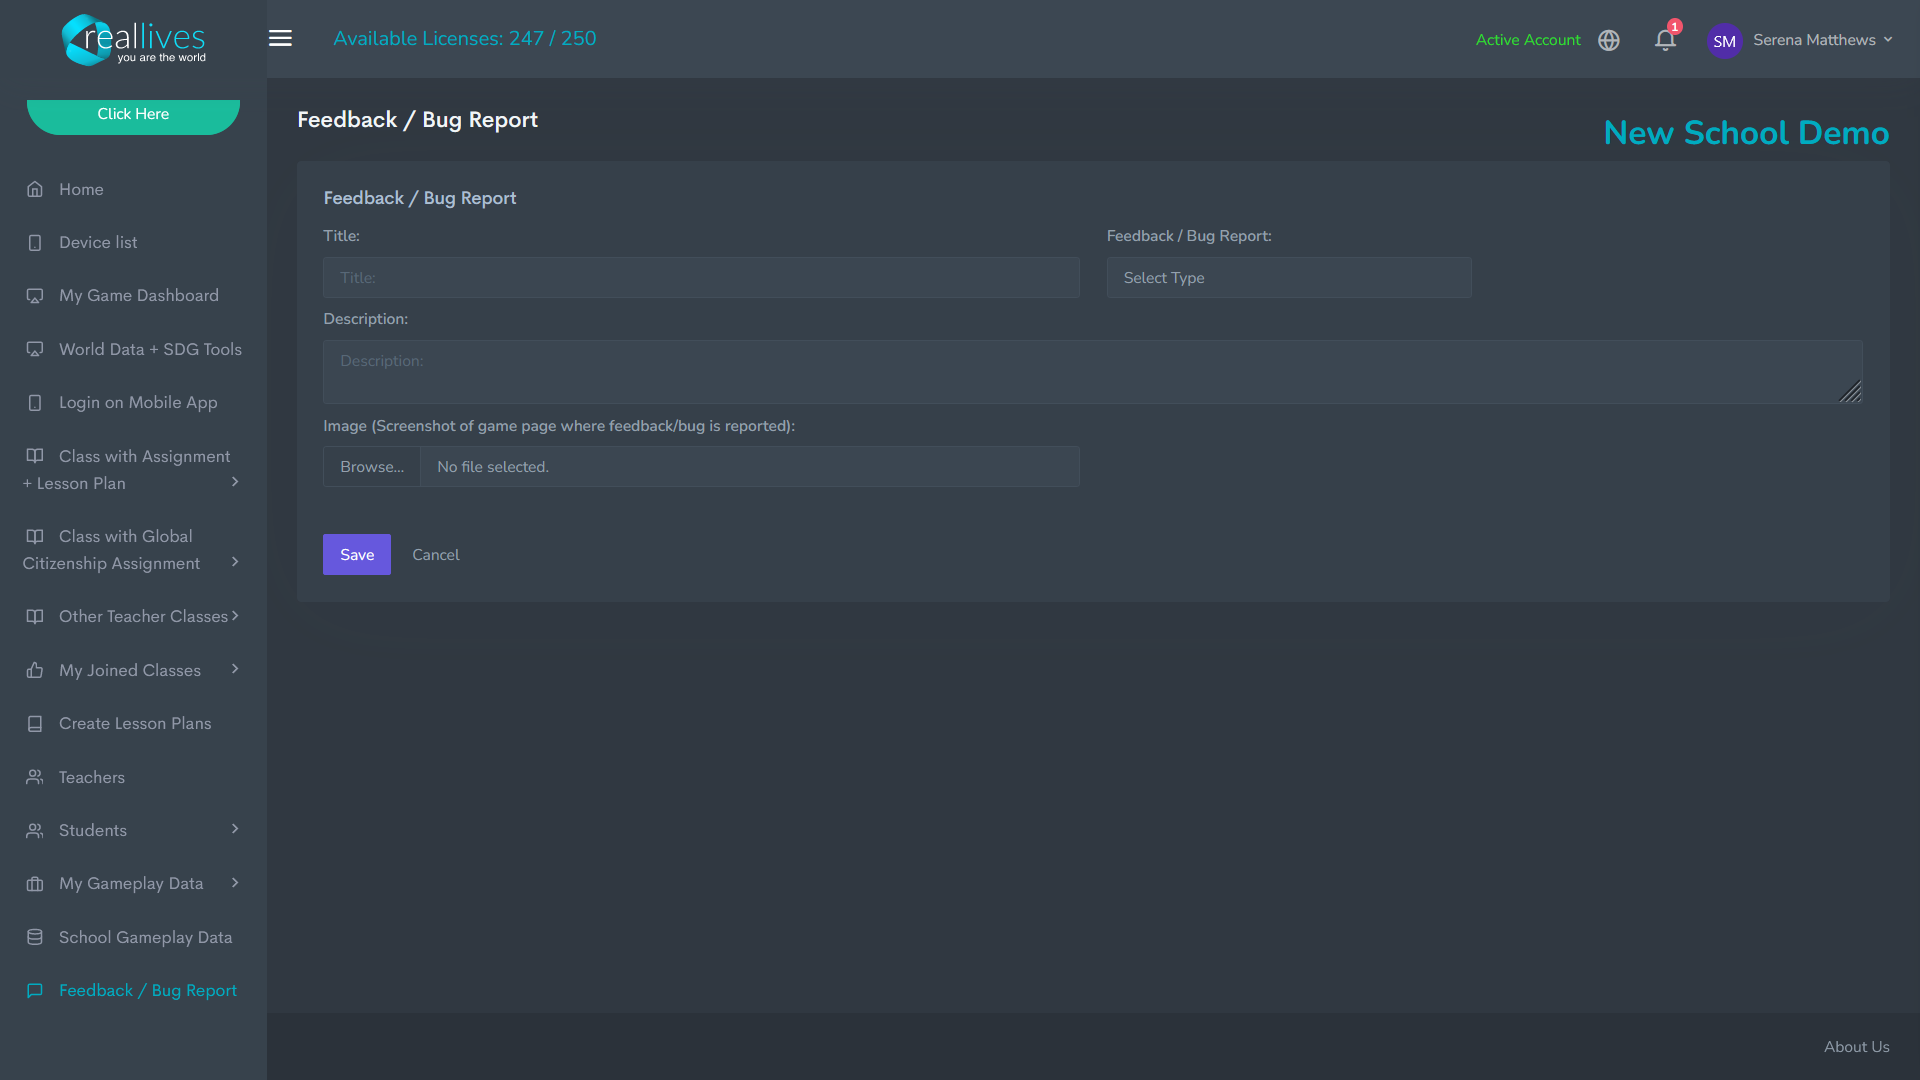 reallives
you are the world
Available Licenses: 247 / 250
Active Account
1
SM
Serena Matthews
Click Here
Home
Device list
My Game Dashboard
World Data + SDG Tools
Login on Mobile App
Class with Assignment
+ Lesson Plan
Class with Global
Citizenship Assignment
Other Teacher Classes
My Joined Classes
Create Lesson Plans
Teachers
Students
My Gameplay Data
School Gameplay Data
Feedback / Bug Report
Feedback / Bug Report
New School Demo
Feedback / Bug Report
Title:
Feedback / Bug Report:
Title:
Select Type
Description:
Description:
Image (Screenshot of game page where feedback/bug is reported):
Browse... No file selected.
Save
Cancel
About Us